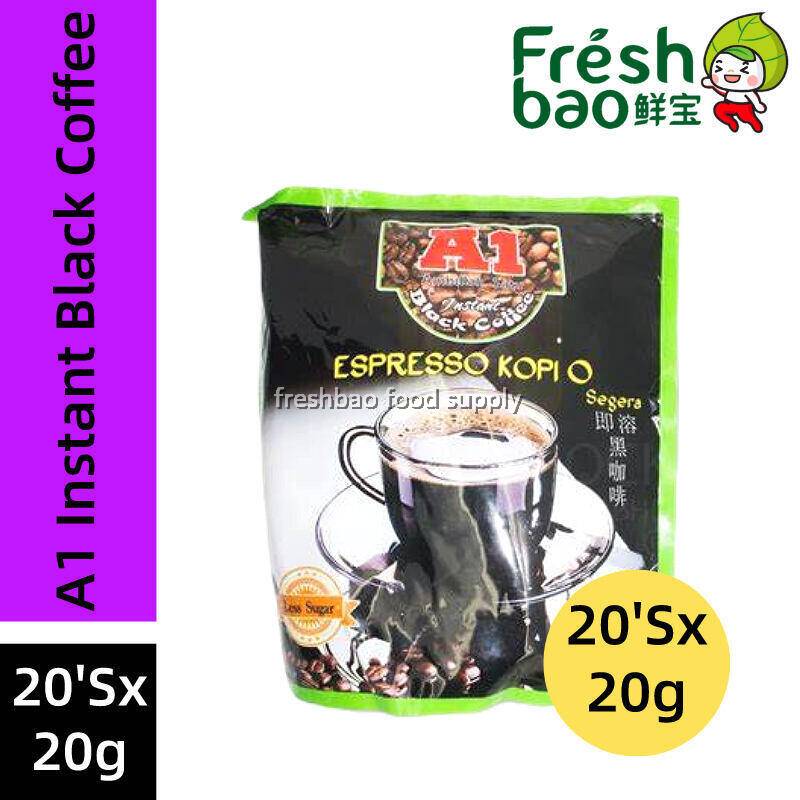 A1 Instant Black Coffee
20'Sx
20g
Frésh
bao鲜宝
A1
Instant
Black Coffee
ESPRESSO KOPI O
freshbao food supply
Segera
即溶
黑
咖
啡
Less Sugar
20'Sx
20g